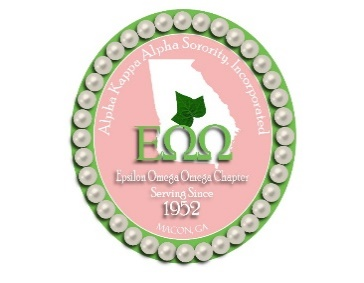 Alpha Kappa Alpha Sorority, Incorporated
ΕΩΩ
Epsilon Omega Omega Chapter
Serving Since
1952
MACON, GA